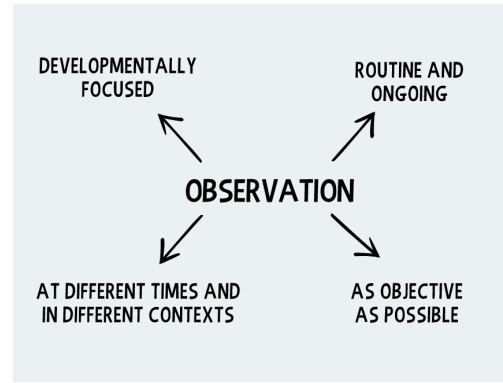 DEVELOPMENTALLY
FOCUSED
ROUTINE AND
ONGOING
OBSERVATION
AT DIFFERENT TIMES AND
IN DIFFERENT CONTEXTS
AS OBJECTIVE
AS POSSIBLE